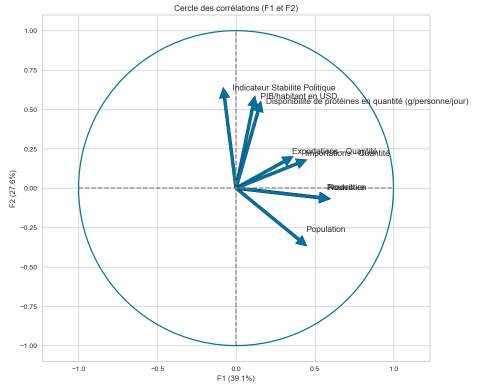 Cercle des corrélations (F1 et F2)
1.00
0.75
0.50
0.25
0.00
−0.25
−0.50
−0.75
−1.00
F2 (27.6%)
Indicateur Stabilité Politique
PIB/habitant en USD
Disponibilité de protéines en quantité (g/personne/jour)
Exportations - Quantité
Importations - Quantité
Population
−1.0
−0.5
0.0
0.5
1.0
F1 (39.1%)